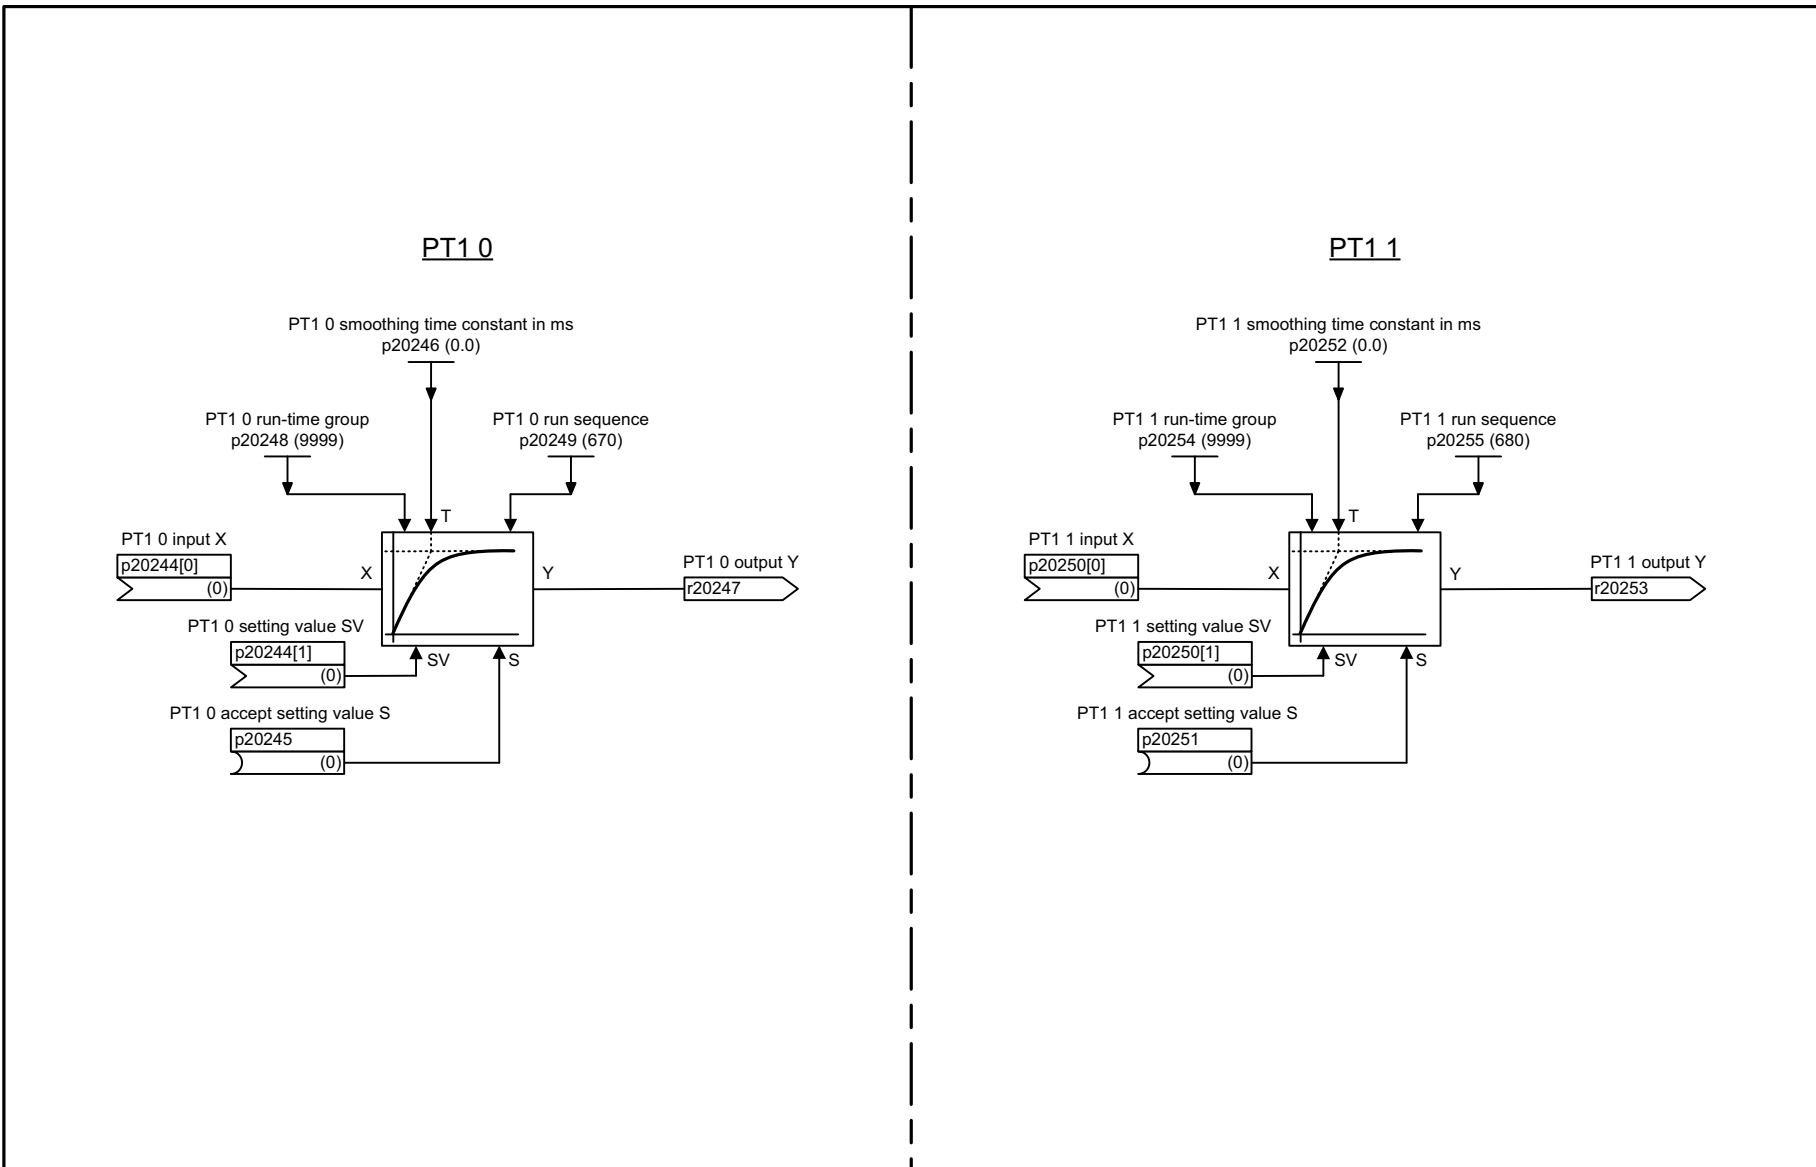 PT1 0
PT1 0 smoothing time constant in ms
p20246 (0.0)
PT1 0 run-time group
p20248 (9999)
PT1 0 run sequence
p20249 (670)
T
PT1 0 input X
p20244[0]
(0)
X
Y
PT1 0 output Y
r20247
PT1 0 setting value SV
p20244[1]
(0)
SV
S
PT1 0 accept setting value S
p20245
(0)
PT1 1
PT1 1 smoothing time constant in ms
p20252 (0.0)
PT1 1 run-time group
p20254 (9999)
PT1 1 run sequence
p20255 (680)
T
PT1 1 input X
p20250[0]
(0)
X
Y
PT1 1 output Y
r20253
PT1 1 setting value SV
p20250[1]
(0)
SV
S
PT1 1 accept setting value S
p20251
(0)